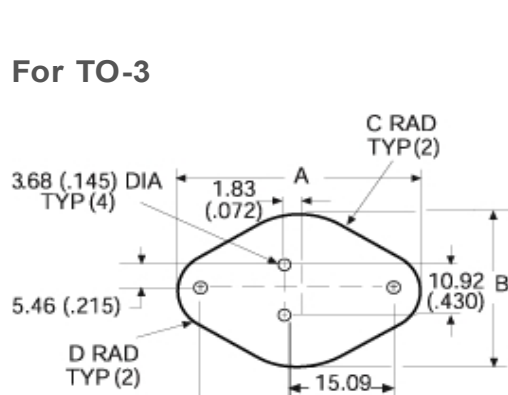 For TO-3
C RAD
TYP (2)
3.68 (.145) DIA
TYP (4)
1.83
(.072)
A
10.92
(.430)
B
5.46 (.215)
D RAD
TYP (2)
15.09